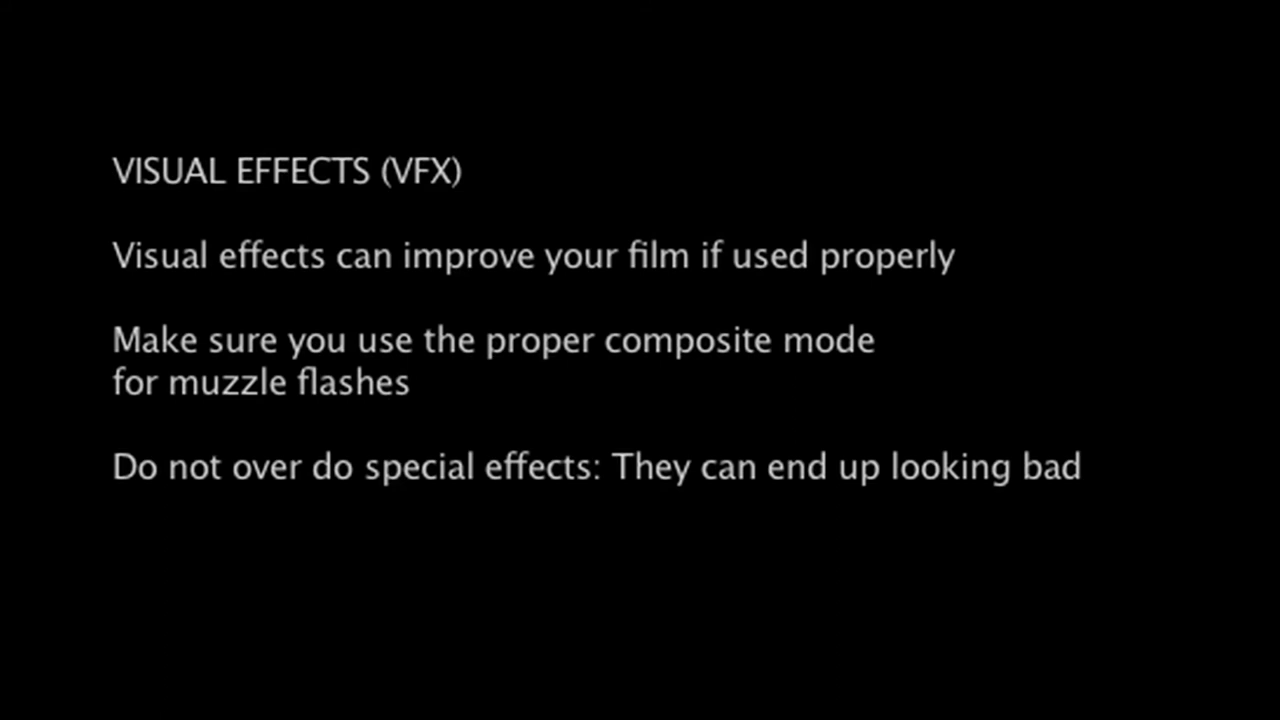 VISUAL EFFECTS (VFX)
Visual effects can improve your film if used properly
Make sure you use the proper composite mode
for muzzle flashes
Do not over do special effects: They can end up looking bad